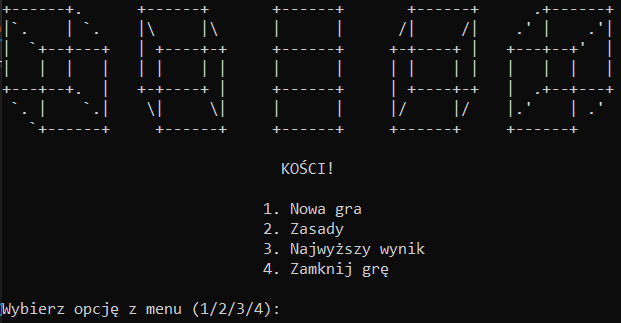 KOŚCI!
1. Nowa gra
2. Zasady
3. Najwyższy wynik
4. Zamknij grę
Wybierz opcję z menu (1/2/3/4):